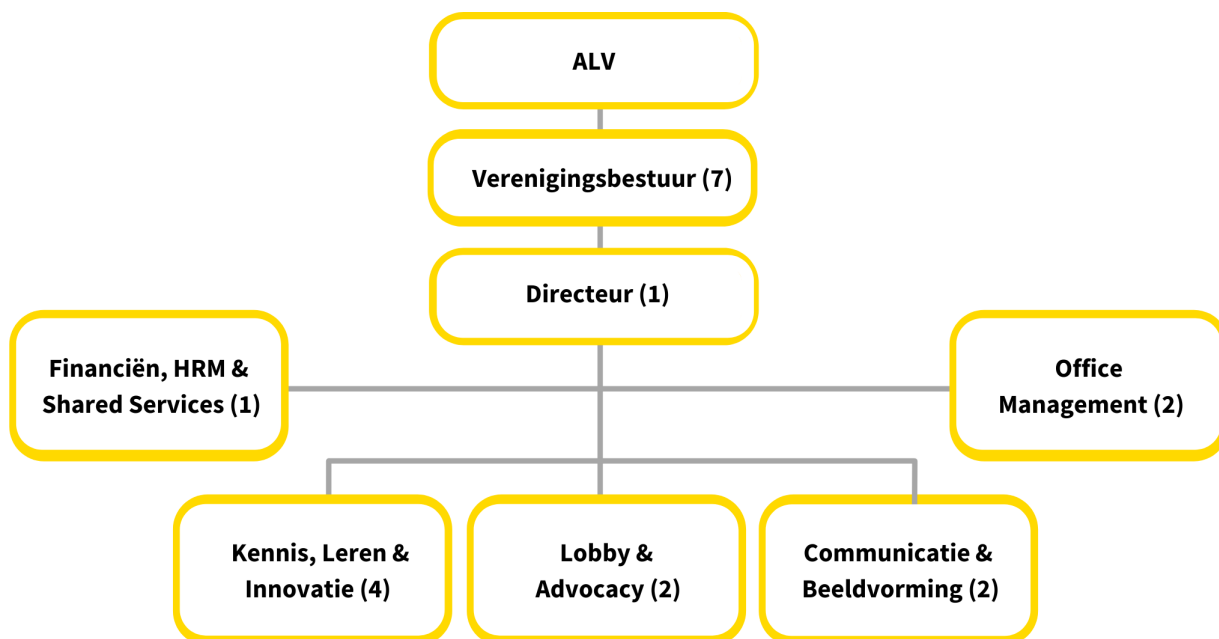 ALV
Verenigingsbestuur (7)
Directeur (1)
Financiën, HRM &
Shared Services (1)
Office
Management (2)
Kennis, Leren &
Innovatie (4)
Lobby &
Advocacy (2)
Communicatie &
Beeldvorming (2)